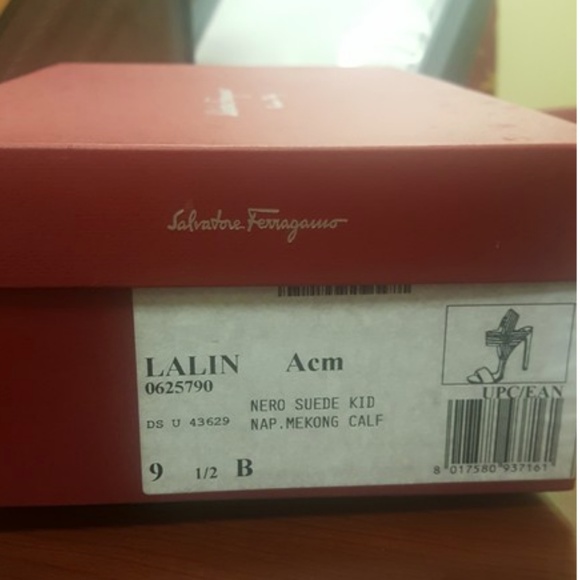 Salvatore Ferragamo
LALIN Acm
0625790
NERO SUEDE KID
DS U 43629 NAP.MEKONG CALF
UPC/EAN
9 1/2 B
8 017580 937161